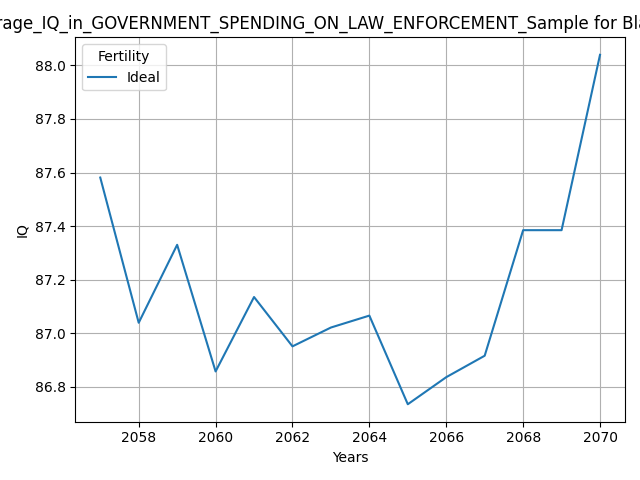 rage_IQ_in_GOVERNMENT_SPENDING_ON_LAW_ENFORCEMENT_Sample for Bla
Fertility
Ideal
88.0
87.8
87.6
87.4
87.2
87.0
86.8
IQ
2058 2060 2062 2064 2066 2068 2070
Years